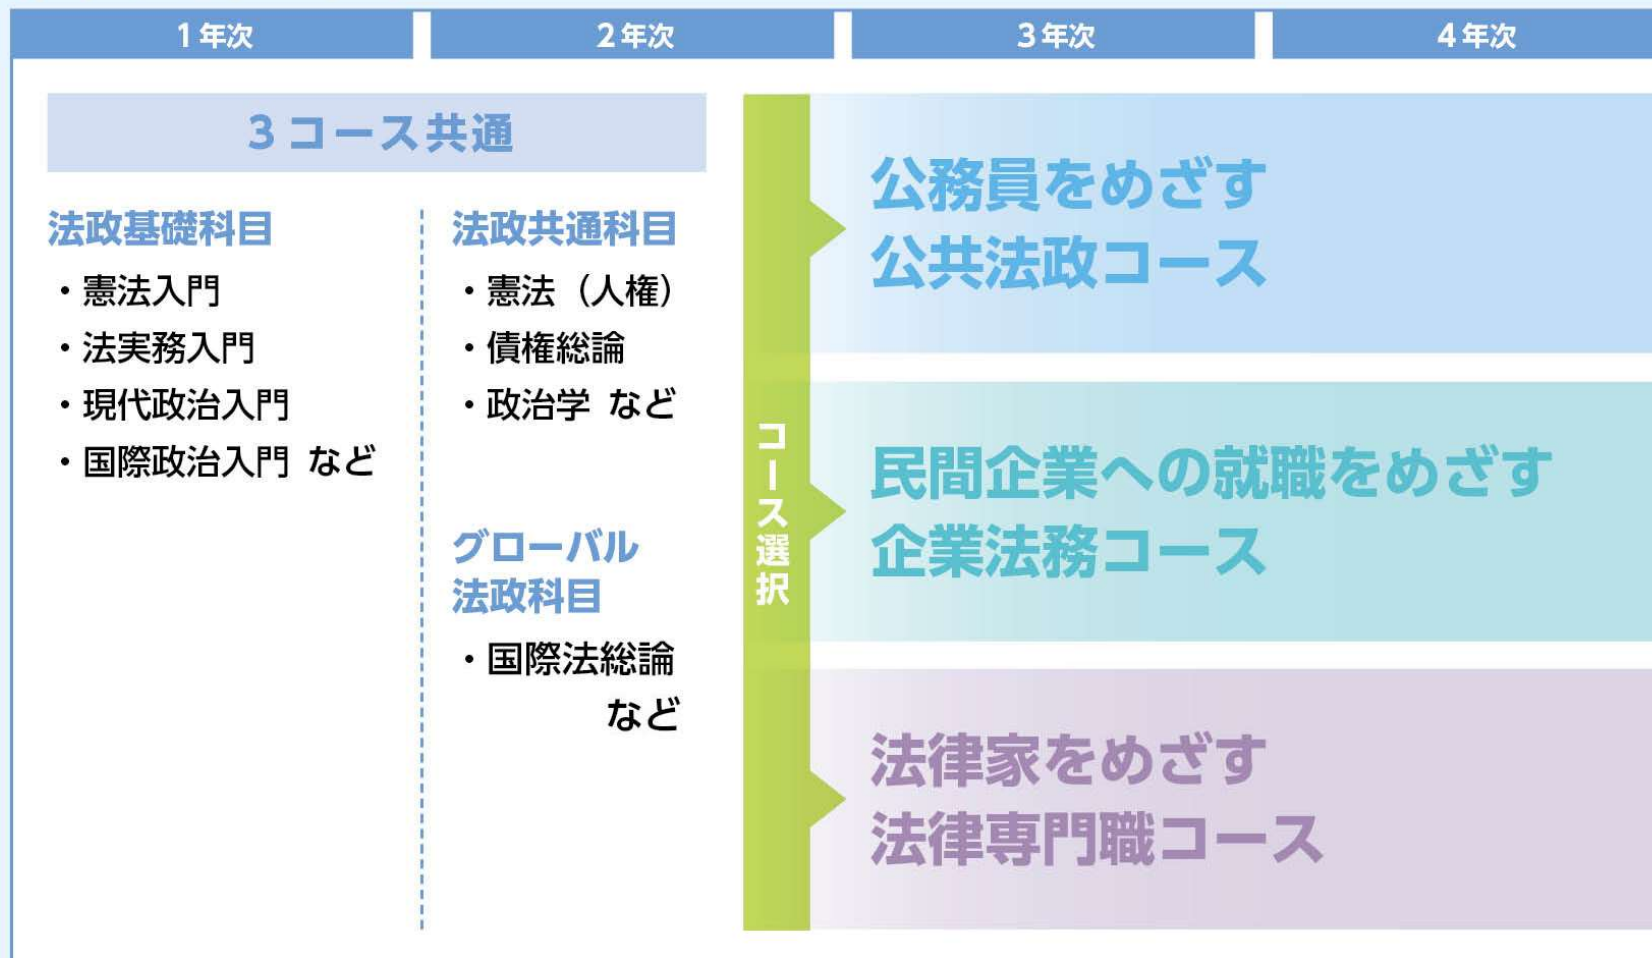 1年次
2年次
3年次
4年次
3コース共通
法政基礎科目
・憲法入門
・法実務入門
・現代政治入門
・国際政治入門 など
法政共通科目
・憲法（人権）
・債権総論
・政治学 など
グローバル
法政科目
・国際法総論
など
コース選択
公務員をめざす
公共法政コース
民間企業への就職をめざす
企業法務コース
法律家をめざす
法律専門職コース